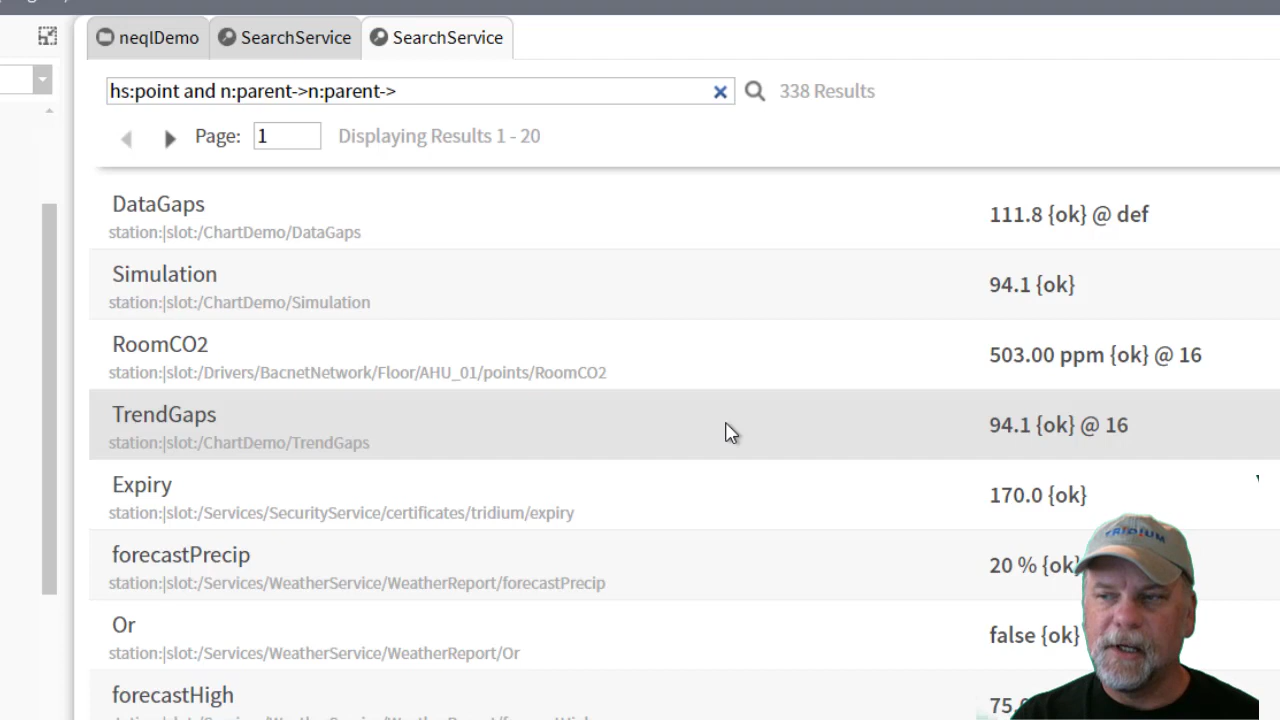 neqlDemo
SearchService
SearchService
hs:point and n:parent->n:parent->
338 Results
Page: 1
Displaying Results 1 - 20
DataGaps
111.8 {ok} @ def
station:|slot:/ChartDemo/DataGaps
Simulation
94.1 {ok}
station:|slot:/ChartDemo/Simulation
RoomCO2
503.00 ppm {ok} @ 16
station:|slot:/Drivers/BacnetNetwork/Floor/AHU_01/points/RoomCO2
TrendGaps
94.1 {ok} @ 16
station:|slot:/ChartDemo/TrendGaps
Expiry
170.0 {ok}
station:|slot:/Services/SecurityService/certificates/tridium/expiry
forecastPrecip
20 % {ok}
station:|slot:/Services/WeatherService/WeatherReport/forecastPrecip
TRIDIUM
Or
false {ok}
station:|slot:/Services/WeatherService/WeatherReport/Or
forecastHigh